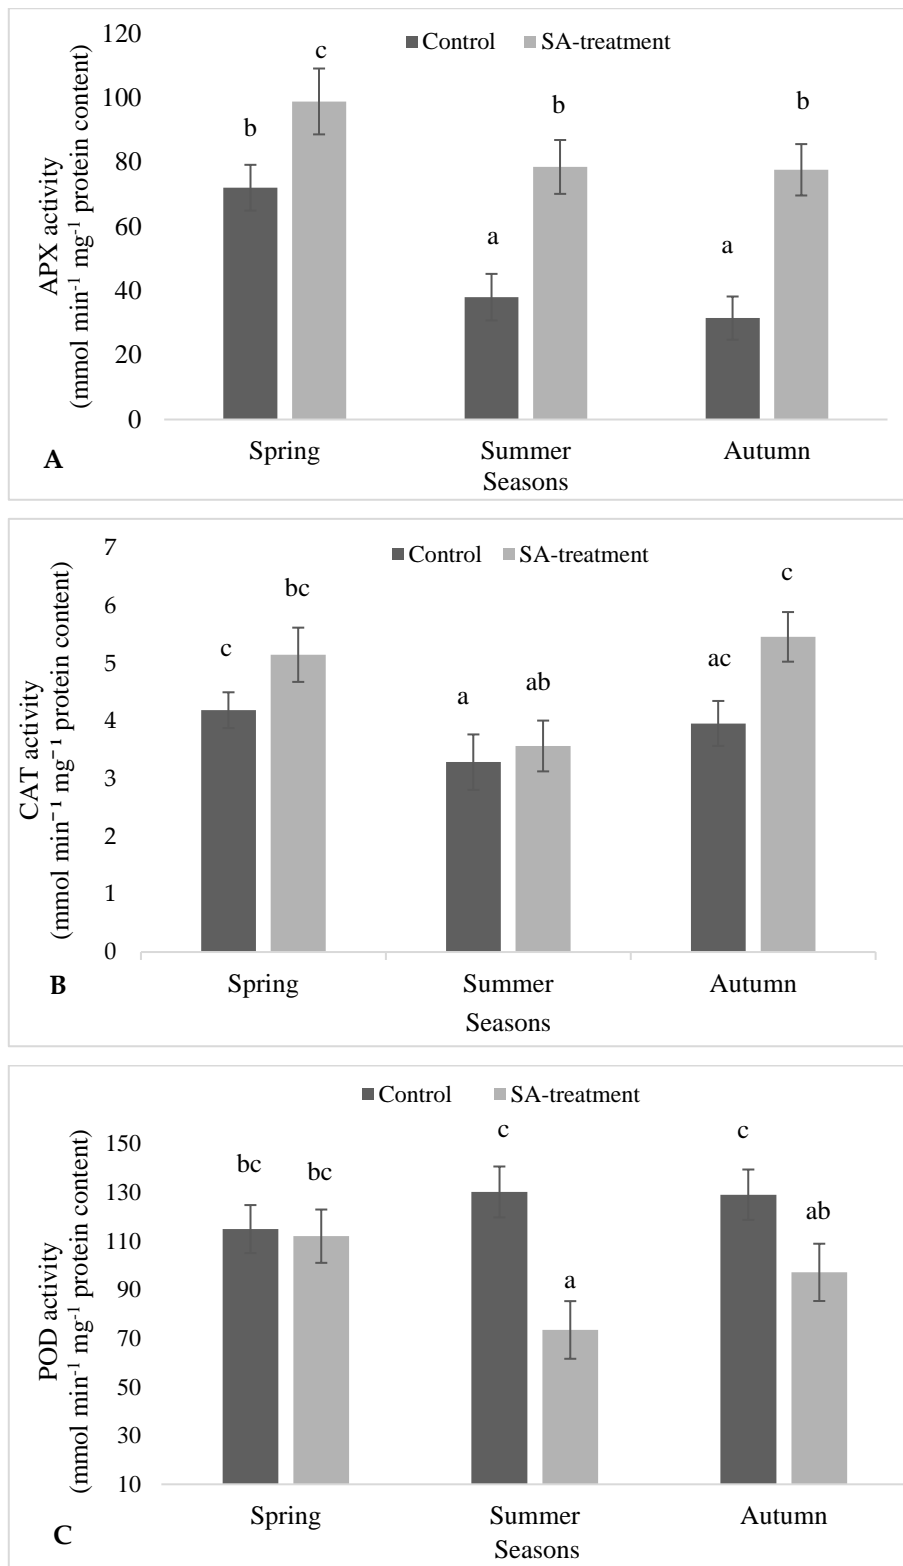 120
Control SA-treatment
c
100
b
b
b
80
60
a
a
40
20
0
APX activity
(mmol min⁻¹ mg⁻¹ protein content)
Spring Summer Autumn
A
Seasons
7
Control SA-treatment
c
bc
6
c
ac
5
ab
a
4
3
2
1
0
CAT activity
(mmol min⁻¹ mg⁻¹ protein content)
Spring Summer Autumn
B
Seasons
Control SA-treatment
c c
150
bc bc
130
ab
110
90
a
70
50
30
10
POD activity
(mmol min⁻¹ mg⁻¹ protein content)
Spring Summer Autumn
C
Seasons